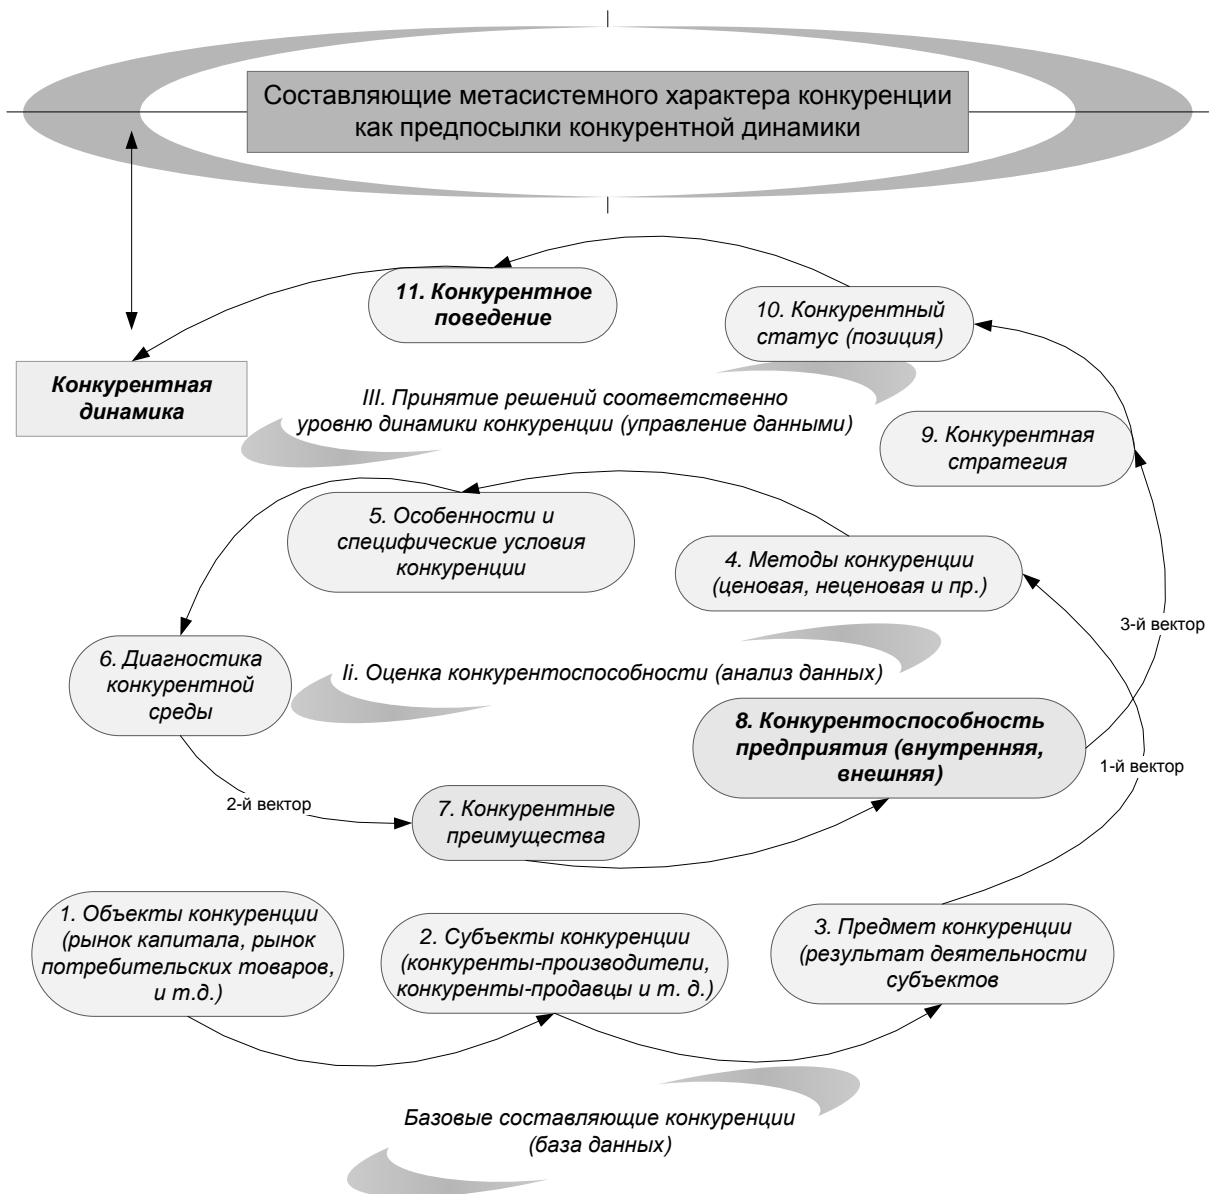 Составляющие метасистемного характера конкуренции
как предпосылки конкурентной динамики
11. Конкурентное
поведение
10. Конкурентный
статус (позиция)
Конкурентная
динамика
III. Принятие решений соответственно
уровню динамики конкуренции (управление данными)
9. Конкурентная
стратегия
5. Особенности и
специфические условия
конкуренции
4. Методы конкуренции
(ценовая, неценовая и пр.)
3-й вектор
6. Диагностика
конкурентной
среды
Ii. Оценка конкурентоспособности (анализ данных)
8. Конкурентоспособность
предприятия (внутренняя,
внешняя)
1-й вектор
2-й вектор
7. Конкурентные
преимущества
1. Объекты конкуренции
(рынок капитала, рынок
потребительских товаров,
и т.д.)
2. Субъекты конкуренции
(конкуренты-производители,
конкуренты-продавцы и т. д.)
3. Предмет конкуренции
(результат деятельности
субъектов
Базовые составляющие конкуренции
(база данных)